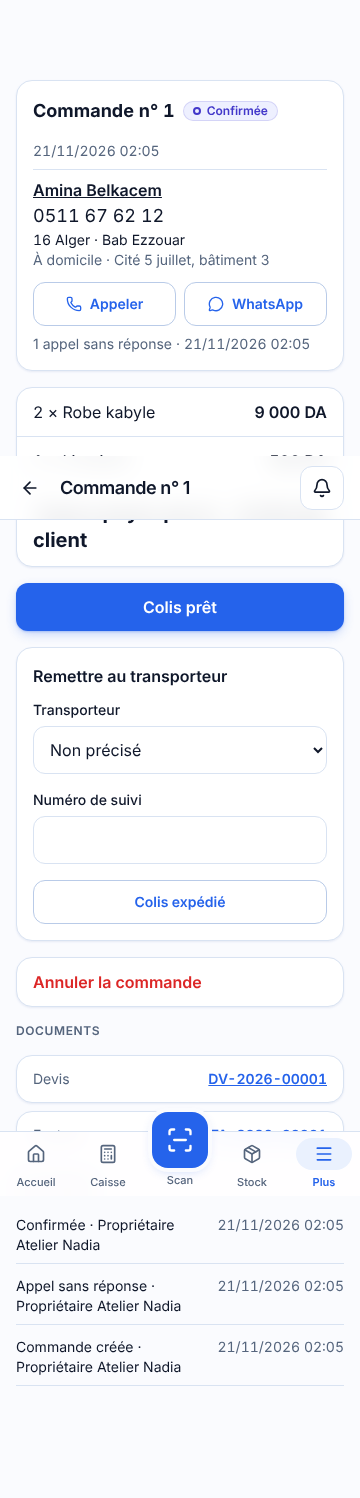 Commande n° 1 Confirmée
21/11/2026 02:05
Amina Belkacem
0511 67 62 12
16 Alger · Bab Ezzouar
À domicile · Cité 5 juillet, bâtiment 3
Appeler WhatsApp
1 appel sans réponse · 21/11/2026 02:05
2 × Robe kabyle 9 000 DA
Commande n° 1
client
Colis prêt
Remettre au transporteur
Transporteur
Non précisé
Numéro de suivi
Colis expédié
Annuler la commande
DOCUMENTS
Devis DV-2026-00001
Accueil Caisse Scan Stock Plus
Confirmée · Propriétaire 21/11/2026 02:05
Atelier Nadia
Appel sans réponse · 21/11/2026 02:05
Propriétaire Atelier Nadia
Commande créée · 21/11/2026 02:05
Propriétaire Atelier Nadia